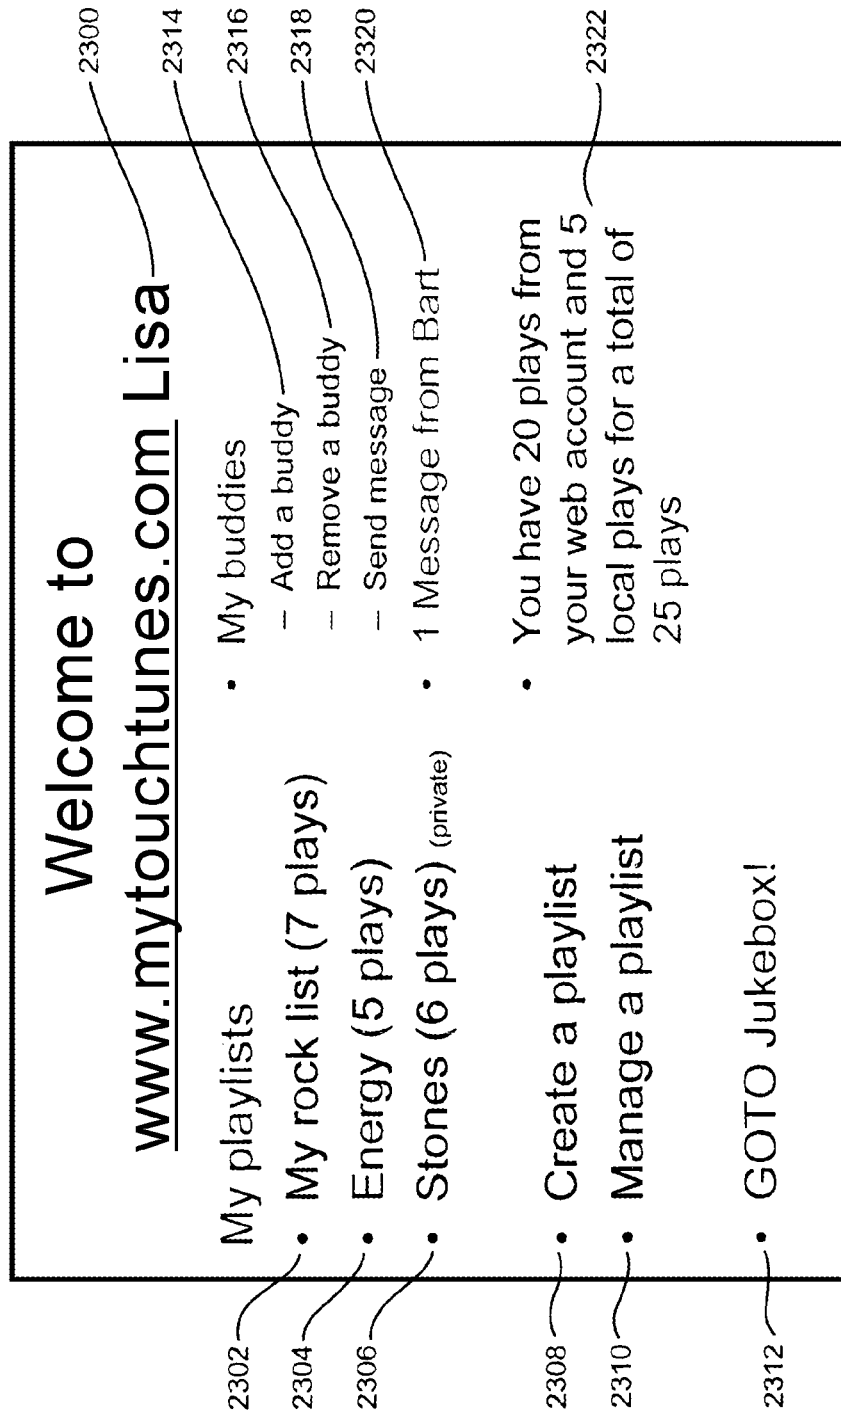 Welcome to
www.mytouchtunes.com Lisa
2300
My playlists
• My rock list (7 plays)
• Energy (5 plays)
• Stones (6 plays) (private)
• Create a playlist
• Manage a playlist
• GOTO Jukebox!
2302
2304
2306
2308
2310
2312
• My buddies
– Add a buddy
– Remove a buddy
– Send message
• 1 Message from Bart
• You have 20 plays from
your web account and 5
local plays for a total of
25 plays
2314
2316
2318
2320
2322